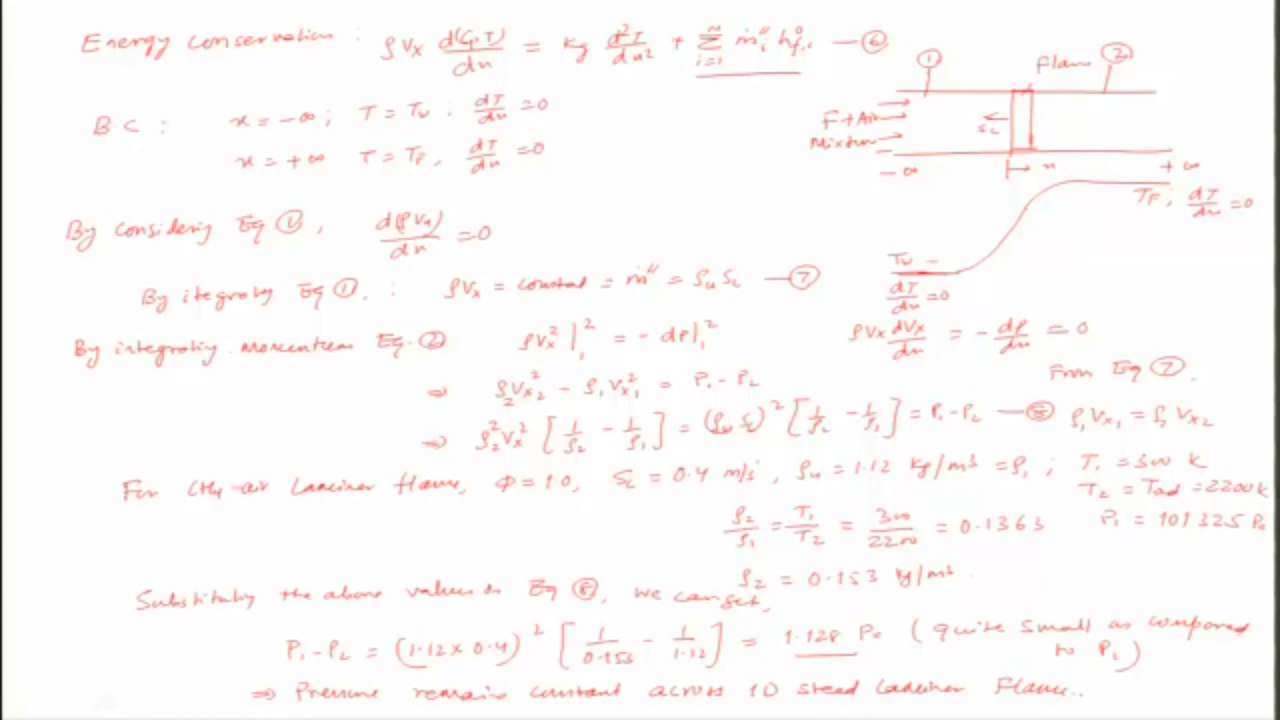 Energy conservation : ρVx d(CpT)/dx = kg d²T/dx² + Σ_{i=1}^{N} ṁi''' h°f,i — ⑥
① Flame ②
F + Air Mixture
SL
-∞ x +∞
B.C : x = -∞ ; T = Tu ; dT/dx = 0
x = +∞ T = TF , dT/dx = 0
TF ; dT/dx = 0
Tu
dT/dx = 0
By considering Eq ①, d(ρVx)/dx = 0
By itegrating Eq ①. : ρVx = constant = ṁ'' = ρu SL — ⑦
By integrating momentum Eq. ② ρVx² |₁² = - dp|₁² ρVx dVx/dx = - dp/dx = 0
⇒ ρ₂Vx₂² - ρ₁Vx₁² = P₁ - P₂ From Eq ⑦.
⇒ ρ₂²Vx² [1/ρ₂ - 1/ρ₁] = (ρu SL)² [1/ρ₂ - 1/ρ₁] = P₁ - P₂ — ⑧ ρ₁Vx₁ = ρ₂Vx₂
For CH₄-air Laminar flame, Φ = 1.0, SL = 0.4 m/s, ρu = 1.12 kg/m³ = ρ₁ ; T₁ = 300 K
T₂ = Tad = 2200 K
ρ₂/ρ₁ = T₁/T₂ = 300/2200 = 0.1363 P₁ = 101325 Pa
ρ₂ = 0.153 kg/m³.
Substituting the above values in Eq ⑧, we can get,
P₁ - P₂ = (1.12 × 0.4)² [1/0.153 - 1/1.12] = 1.128 Pa (quite small as compared to P₁)
⇒ Pressure remains constant across 1D steady Laminar Flame..